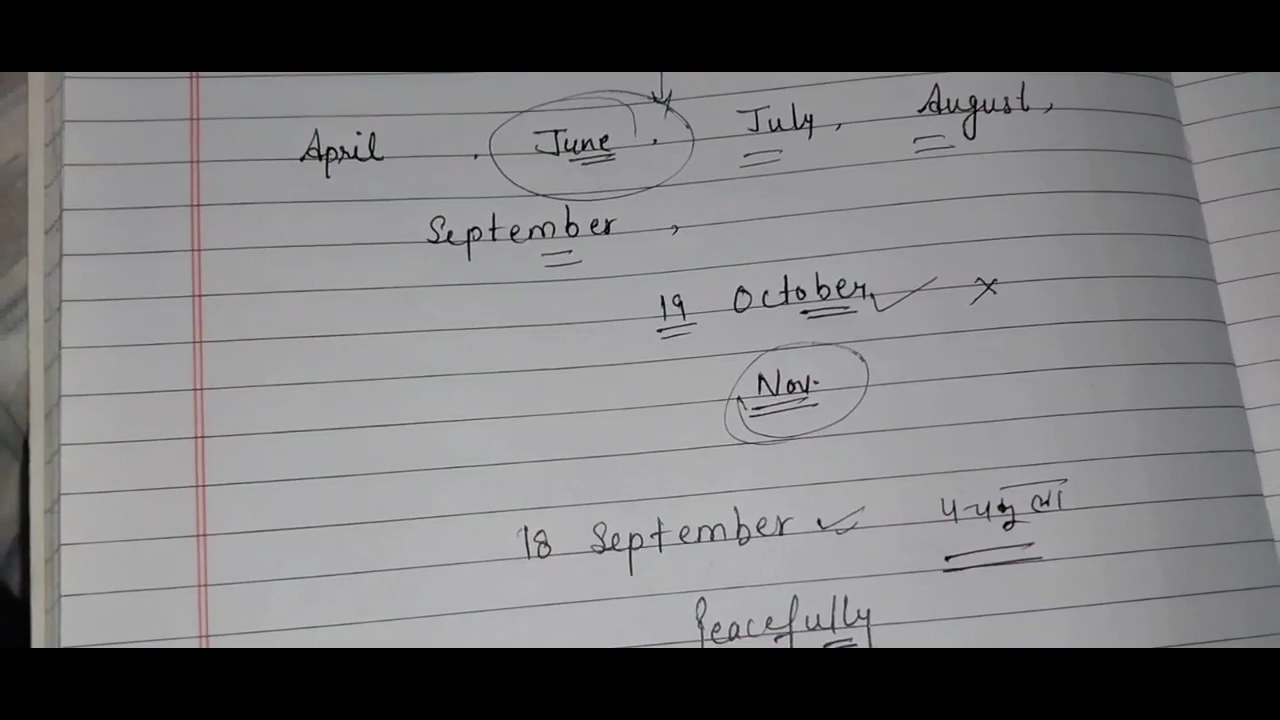 April , June , July , August ,
September ,
19 October ✓ ×
Nov.
18 September ✓
Peacefully